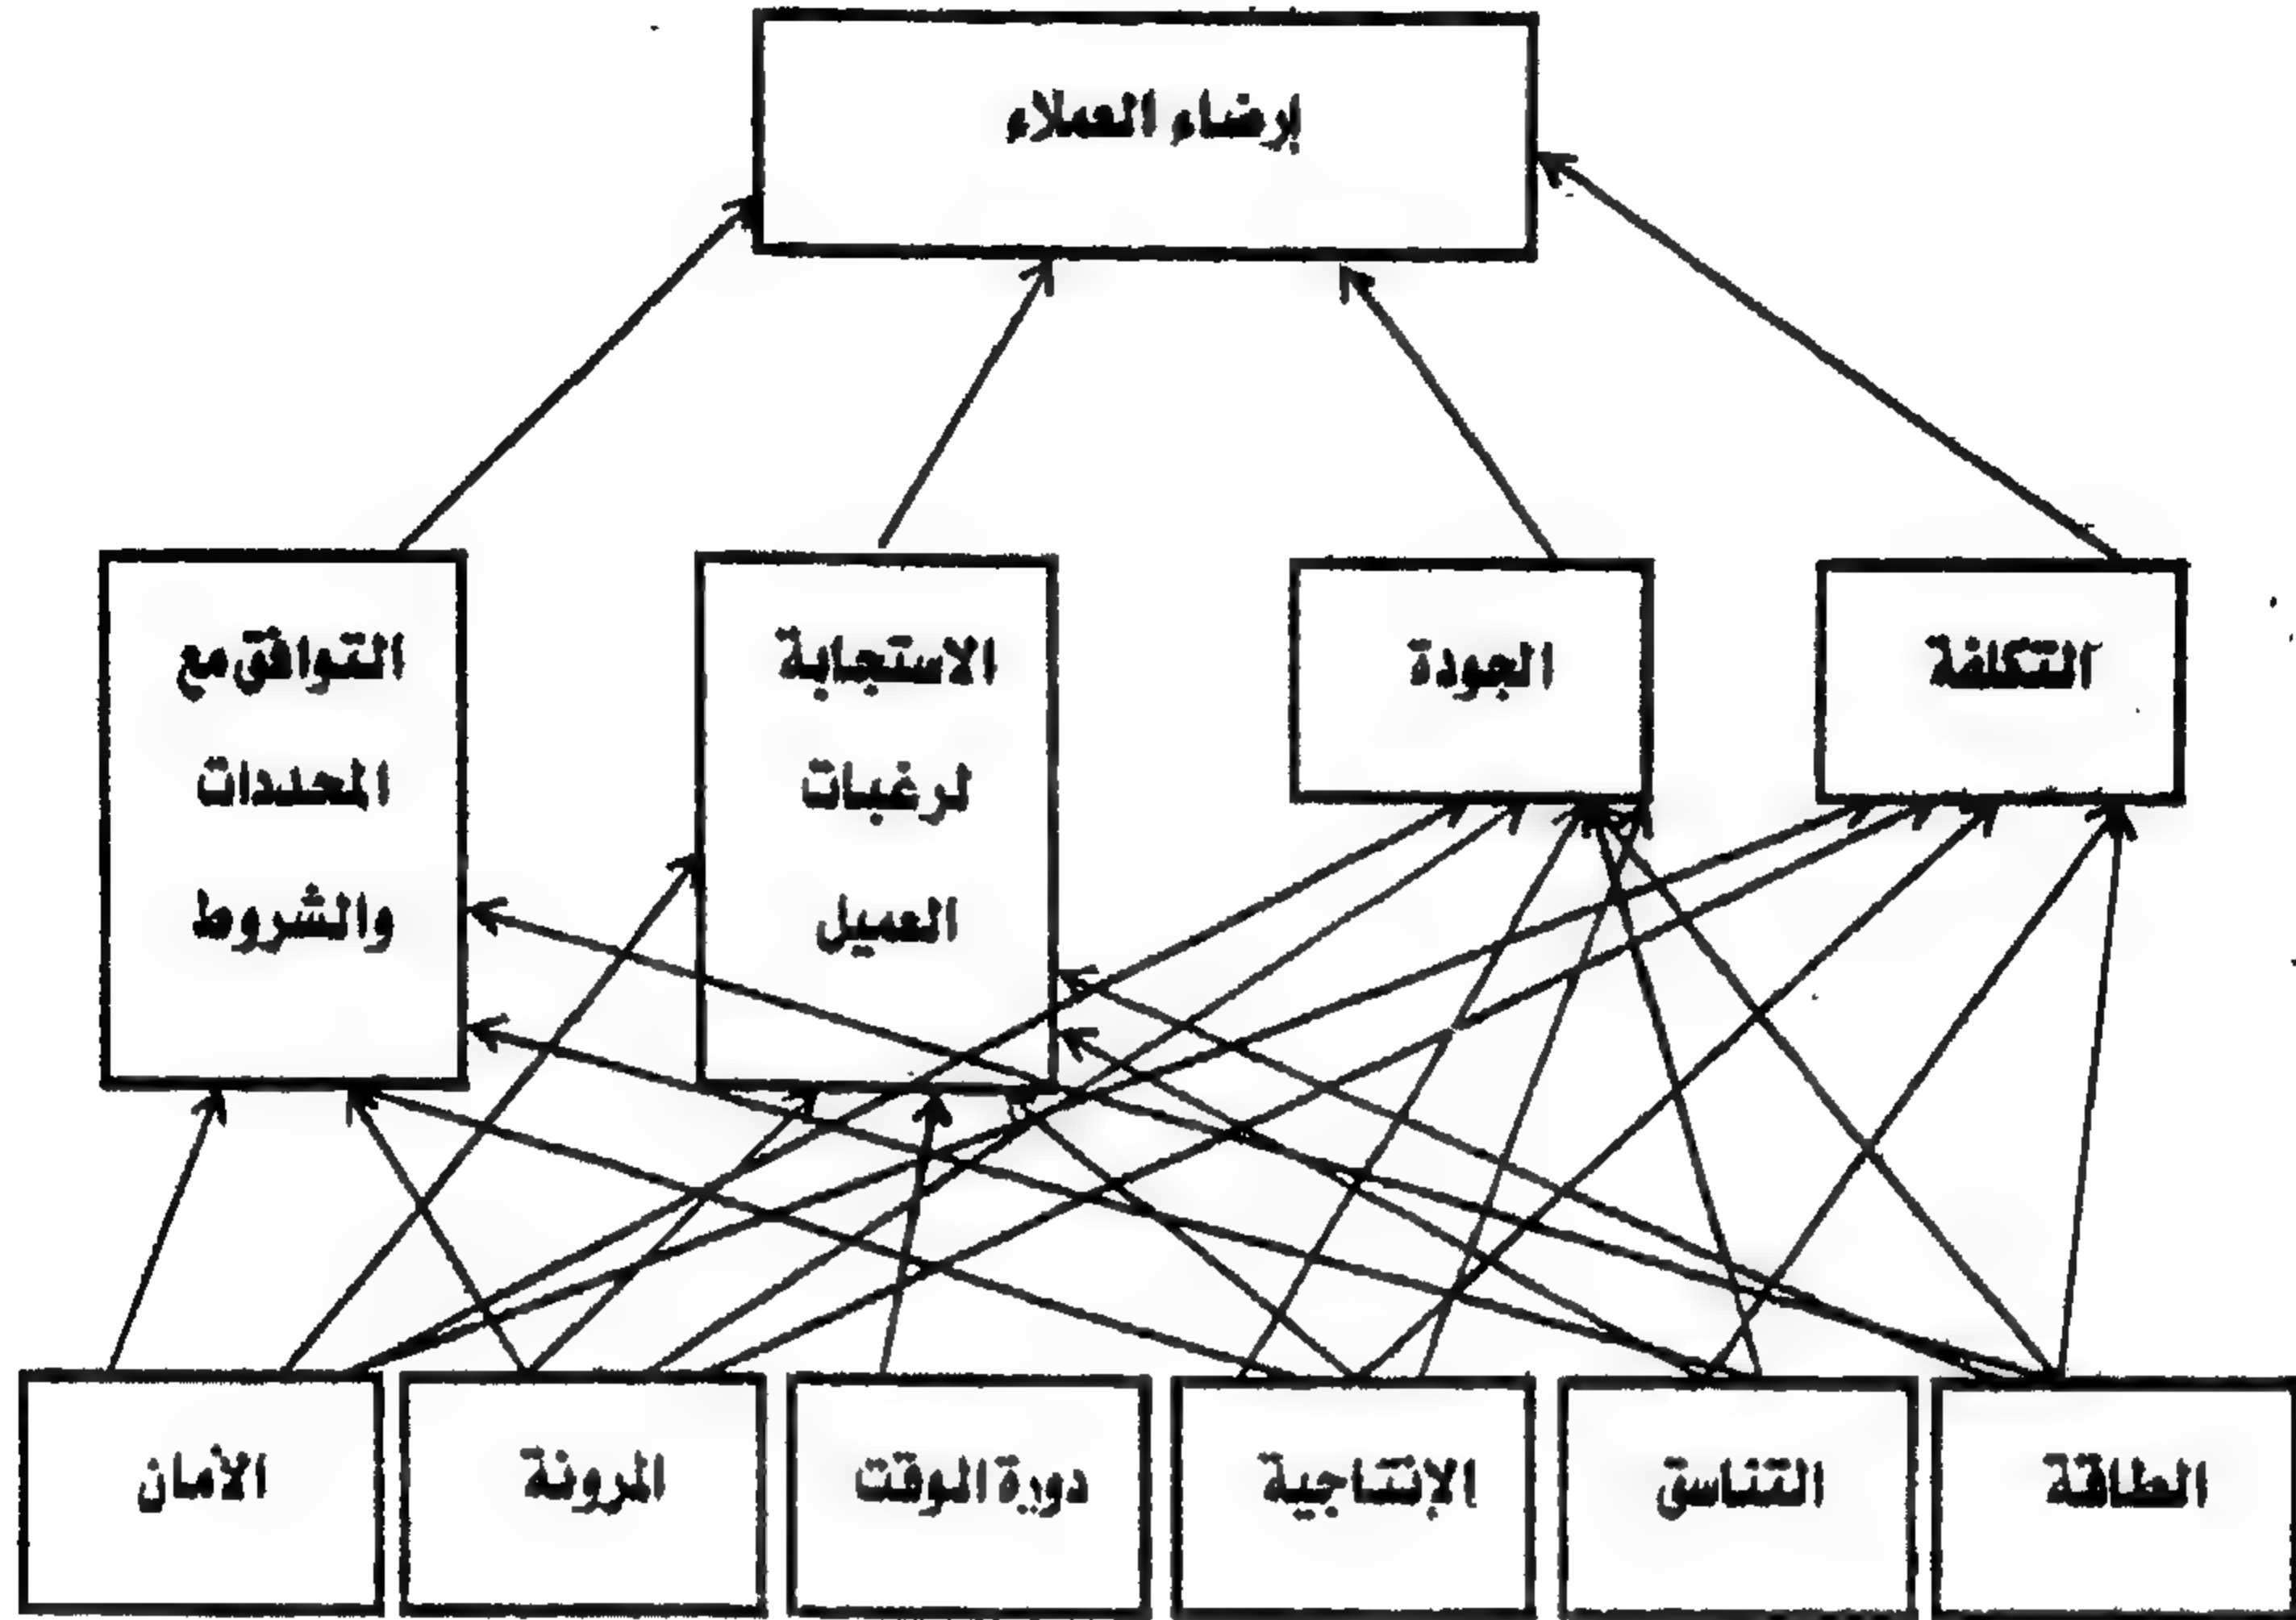 إرضاء العملاء
التكلفة
الجودة
الاستجابة
لرغبات
العميل
التوافق مع
المحددات
والشروط
الطاقة
التناسق
الإنتاجية
دورة الوقت
المرونة
الأمان